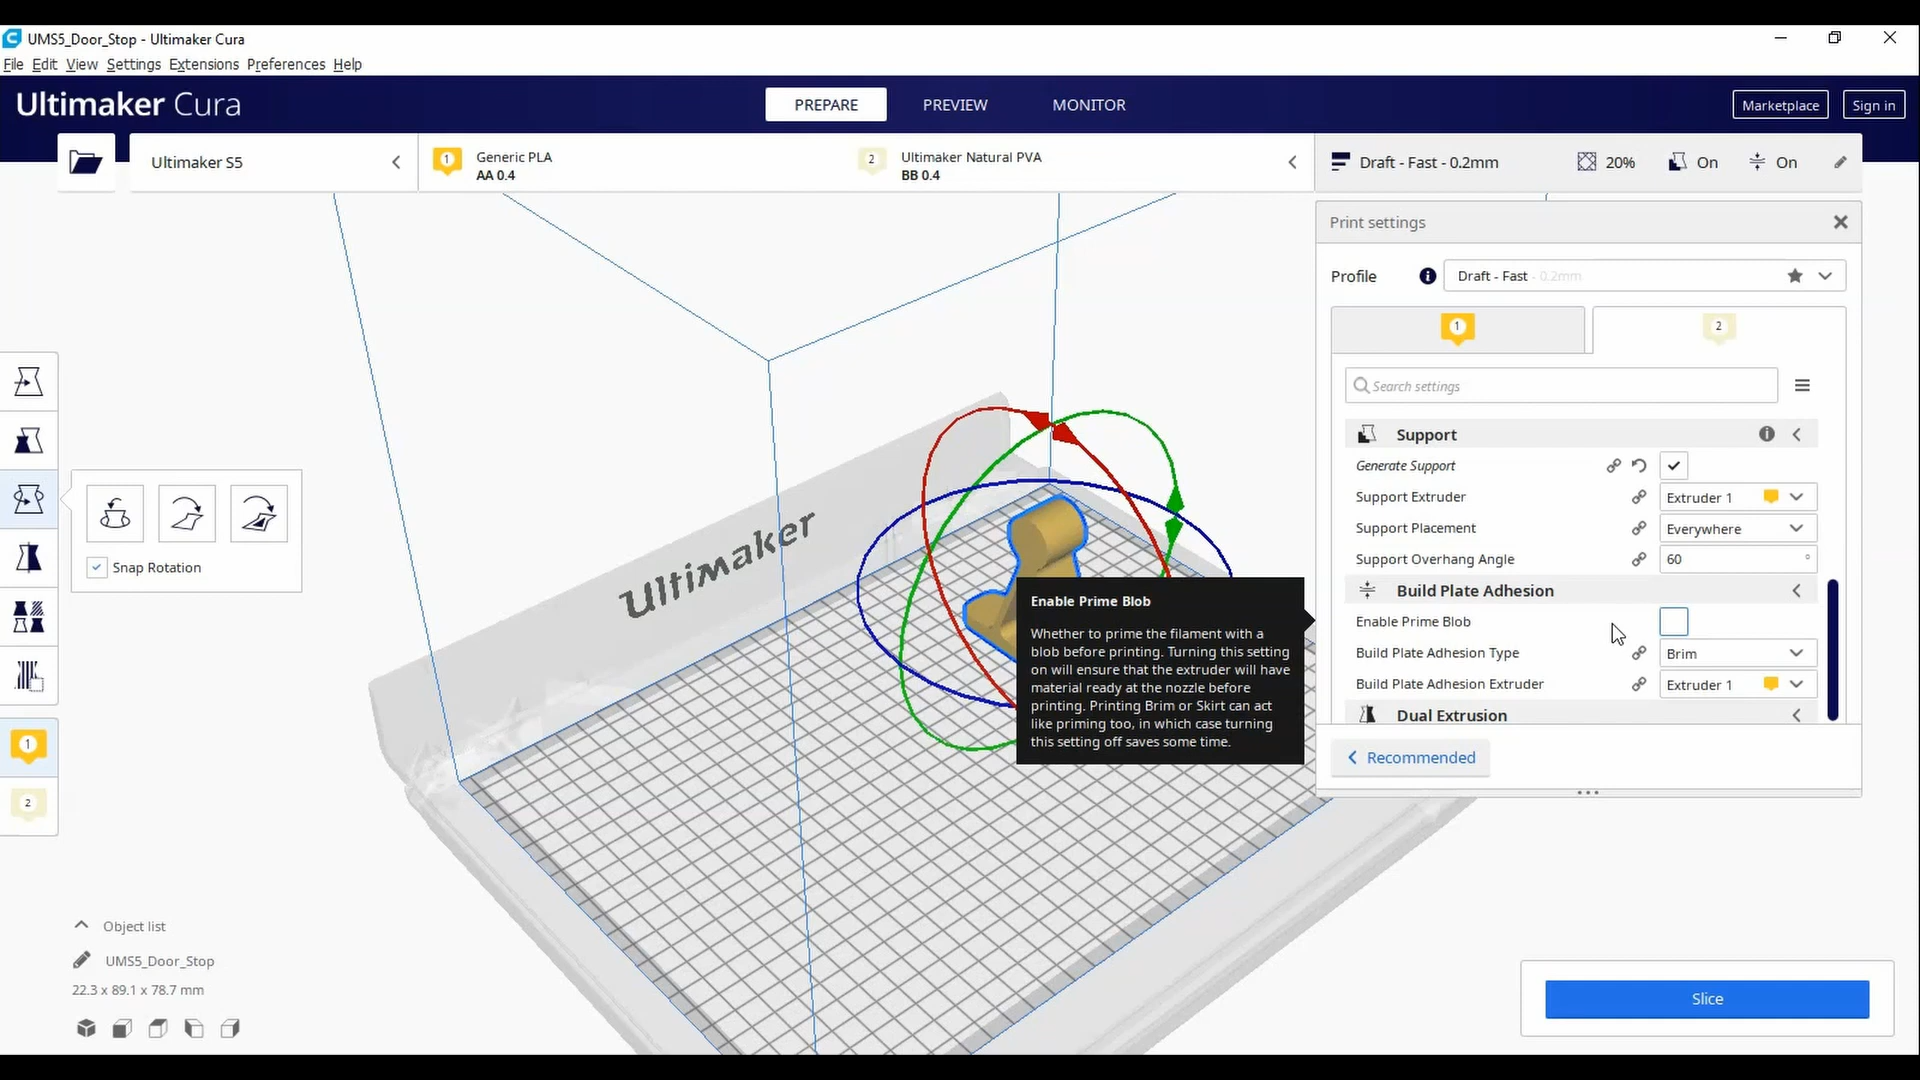 UMS5_Door_Stop - Ultimaker Cura
File Edit View Settings Extensions Preferences Help
Ultimaker Cura
PREPARE
PREVIEW
MONITOR
Marketplace
Sign in
Ultimaker S5
1
Generic PLA
AA 0.4
2
Ultimaker Natural PVA
BB 0.4
Draft - Fast - 0.2mm
20%
On
On
Print settings
Profile
Draft - Fast - 0.2mm
1
2
Search settings
Support
Generate Support
Support Extruder
Extruder 1
Support Placement
Everywhere
Support Overhang Angle
60 °
Build Plate Adhesion
Enable Prime Blob
Build Plate Adhesion Type
Brim
Build Plate Adhesion Extruder
Extruder 1
Dual Extrusion
Recommended
Snap Rotation
Ultimaker
Enable Prime Blob
Whether to prime the filament with a
blob before printing. Turning this setting
on will ensure that the extruder will have
material ready at the nozzle before
printing. Printing Brim or Skirt can act
like priming too, in which case turning
this setting off saves some time.
1
2
Object list
UMS5_Door_Stop
22.3 x 89.1 x 78.7 mm
Slice